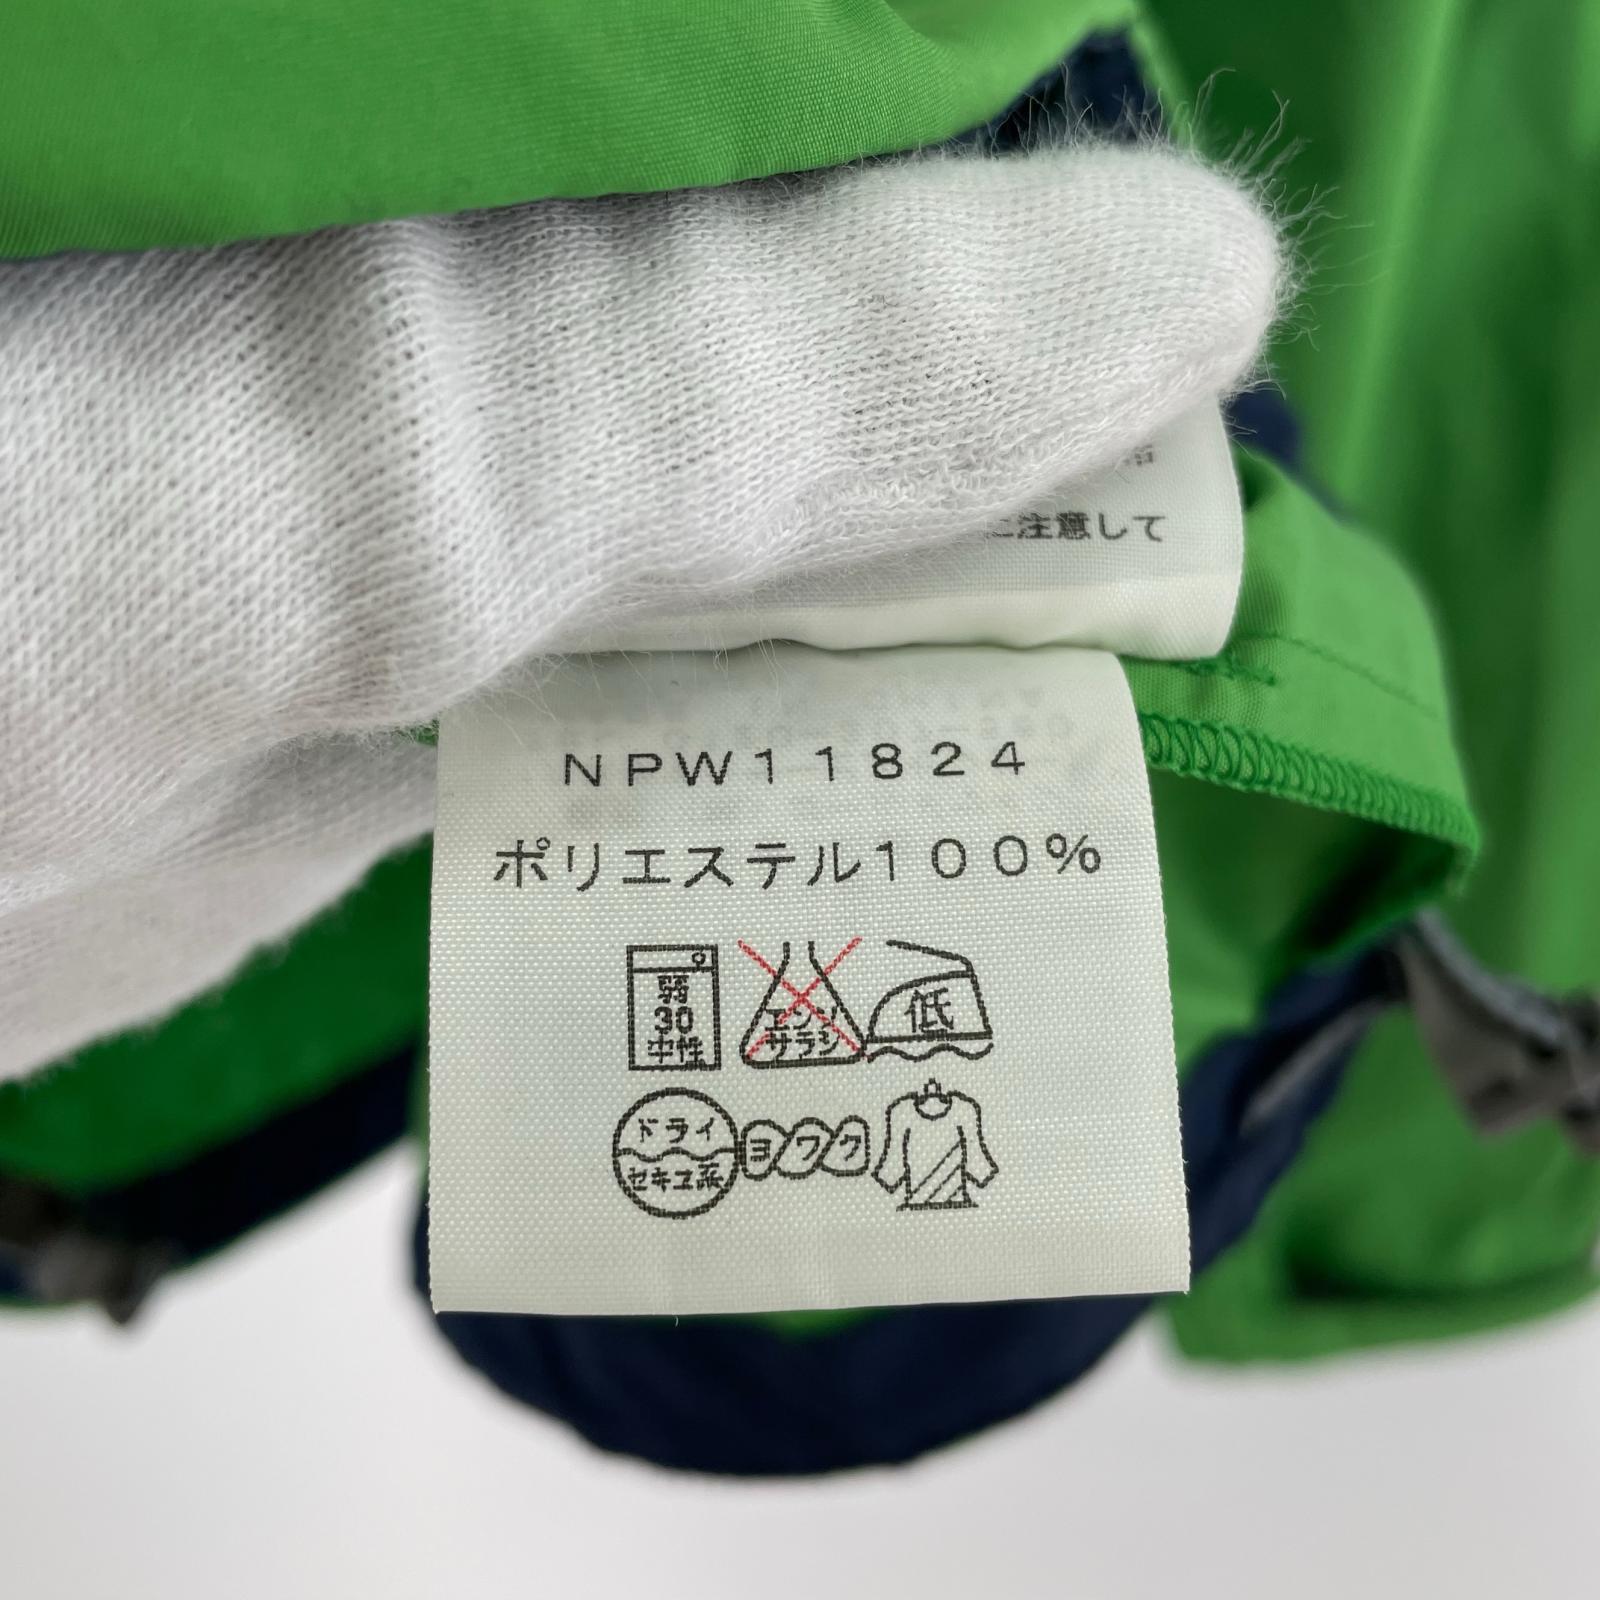 に注意して
NPW11824
ポリエステル100%
弱
30
中性
エンソ
サラシ
低
ドライ
セキユ系
ヨワク